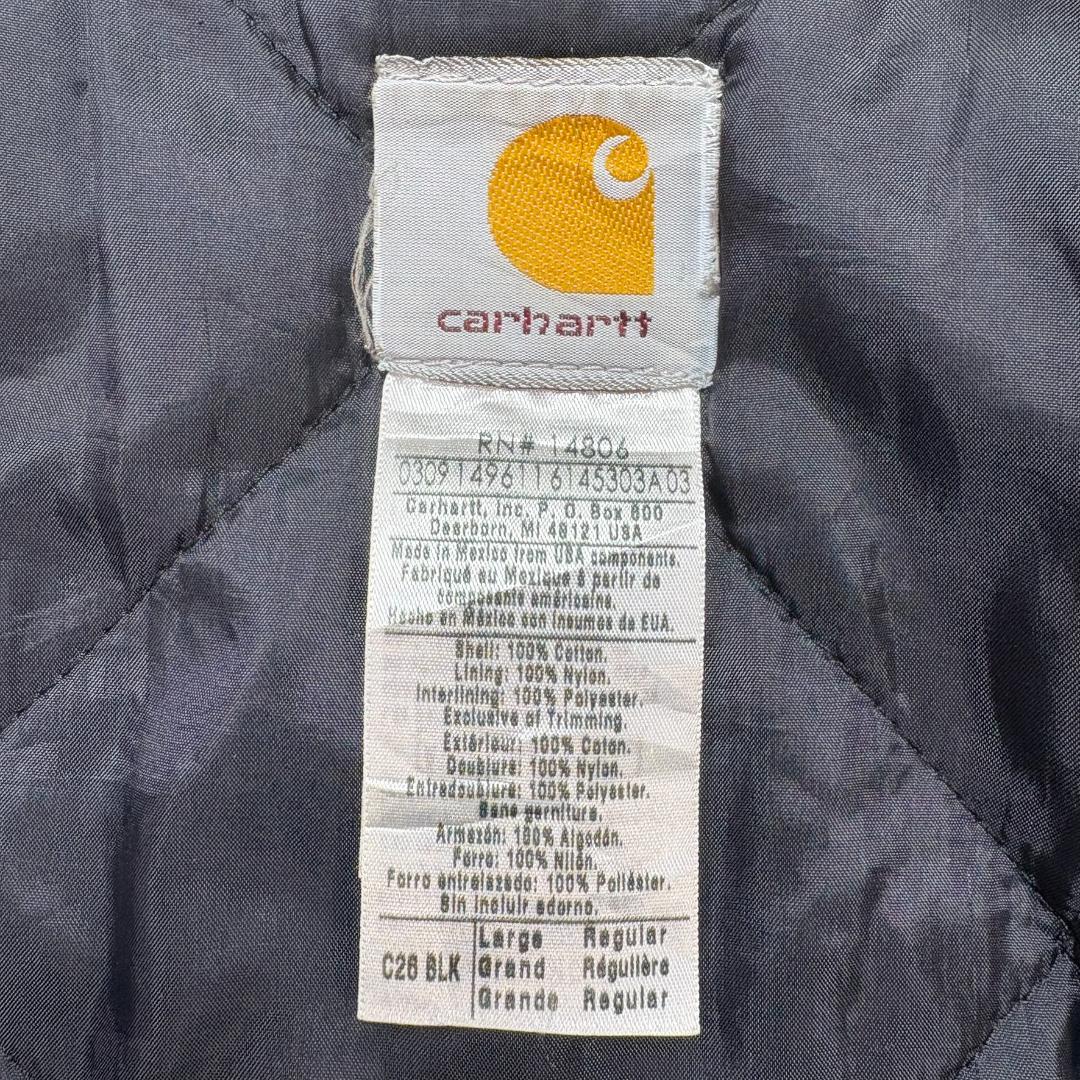 carhartt
RN# 14806
03091496116145303A03
Carhartt, Inc. P. O. Box 600
Dearborn, MI 48121 USA
Made in Mexico from USA components.
Fabriqué au Mexique à partir de
composants américains.
Hecho en México con insumos de EUA.
Shell: 100% Cotton.
Lining: 100% Nylon.
Interlining: 100% Polyester.
Exclusive of Trimming.
Extérieur: 100% Coton.
Doublure: 100% Nylon.
Entredoublure: 100% Polyester.
Sans garniture.
Armazón: 100% Algodón.
Forro: 100% Nilón.
Forro entrelazado: 100% Poliéster.
Sin incluir adorno.
C26 BLK
Large Regular
Grand Régulière
Grande Regular